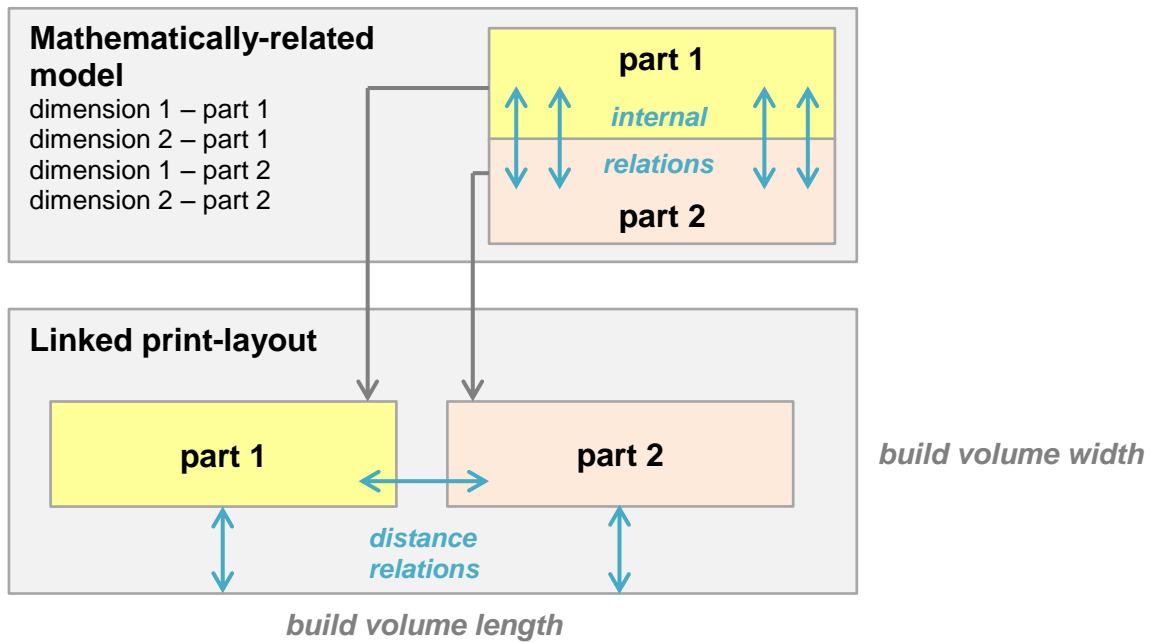 Mathematically-related
model
dimension 1 – part 1
dimension 2 – part 1
dimension 1 – part 2
dimension 2 – part 2
part 1
internal
relations
part 2
Linked print-layout
part 1
part 2
distance
relations
build volume width
build volume length